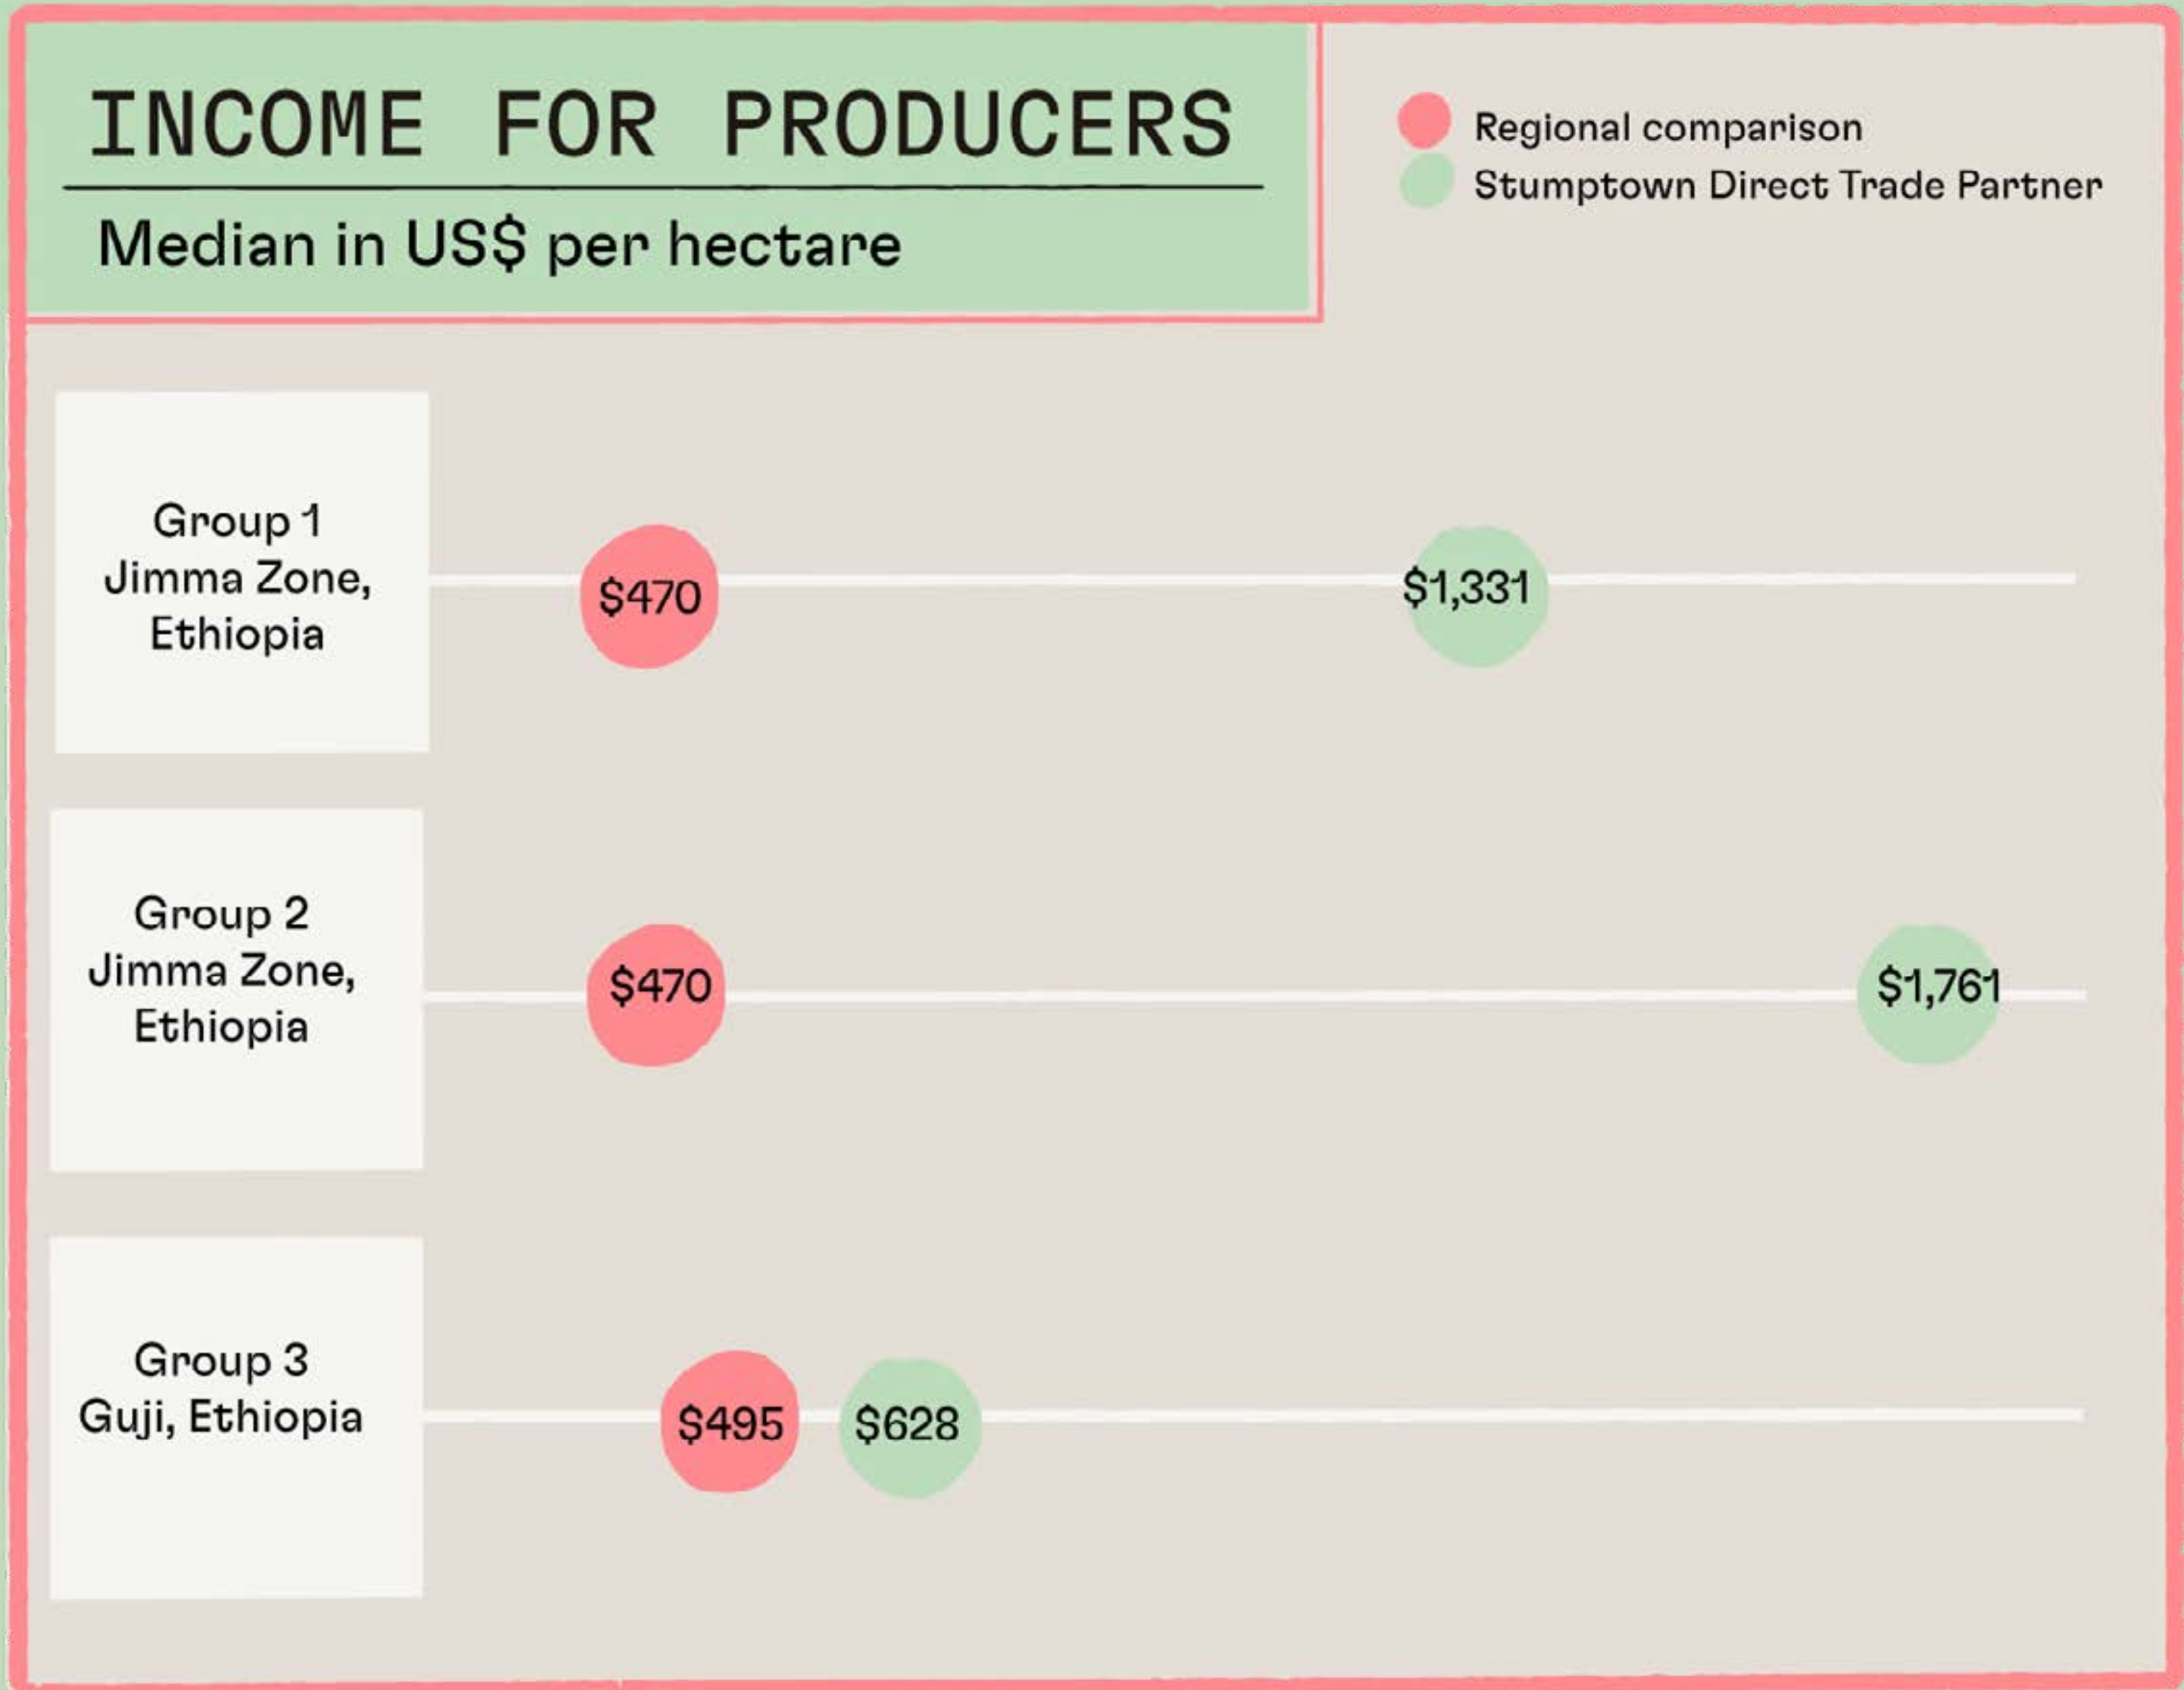 INCOME FOR PRODUCERS
Median in US$ per hectare
Regional comparison
Stumptown Direct Trade Partner
Group 1
Jimma Zone,
Ethiopia
$470
$1,331
Group 2
Jimma Zone,
Ethiopia
$470
$1,761
Group 3
Guji, Ethiopia
$495
$628